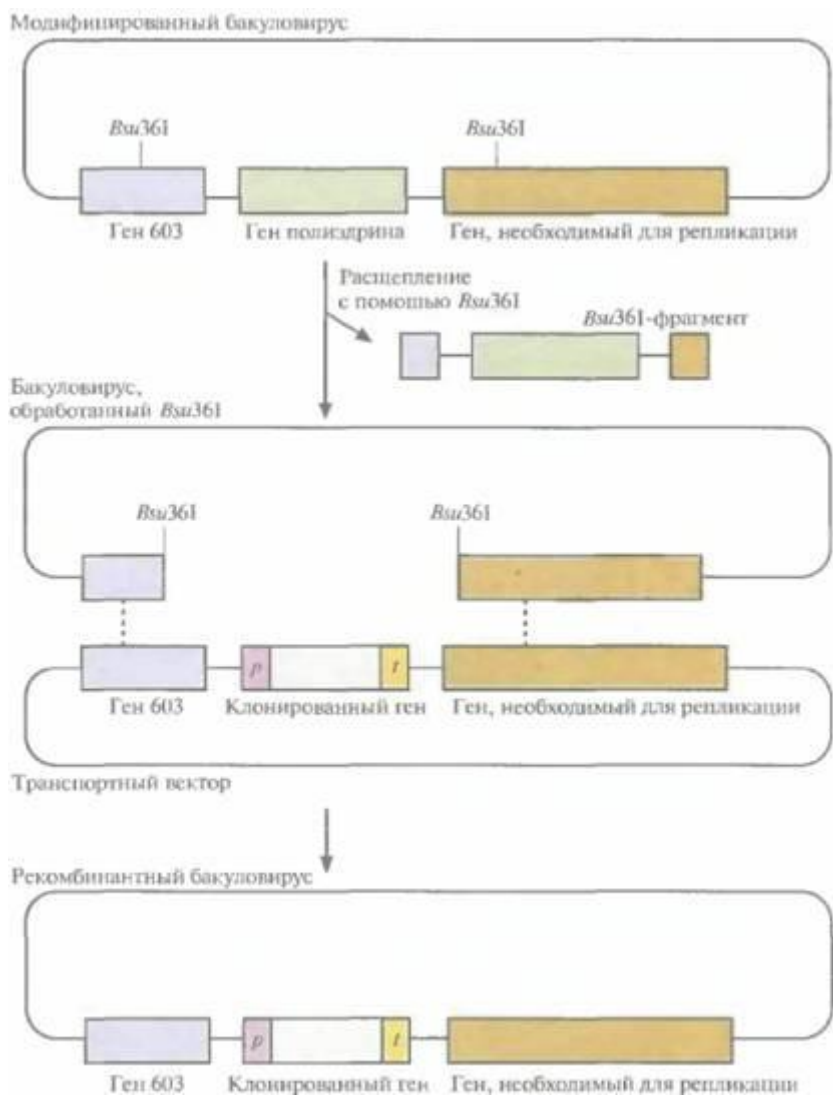 Модифицированный бакуловирус
Bsu36I
Bsu36I
Ген 603
Ген полиэдрина
Ген, необходимый для репликации
Расщепление
с помощью Bsu36I
Bsu36I-фрагмент
Бакуловирус,
обработанный Bsu36I
Bsu36I
Bsu36I
p
t
Ген 603
Клонированный ген
Ген, необходимый для репликации
Транспортный вектор
Рекомбинантный бакуловирус
p
t
Ген 603
Клонированный ген
Ген, необходимый для репликации